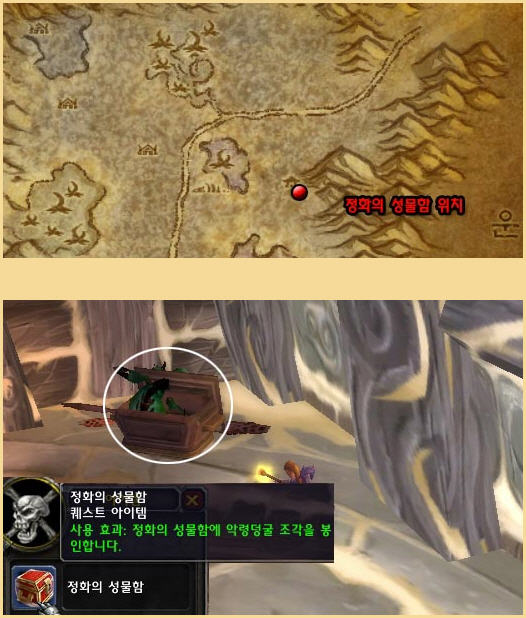 정화의 성물함 위치
운
정화의 성물함
퀘스트 아이템
사용 효과: 정화의 성물함에 악령덩굴 조각을 봉
인합니다.
정화의 성물함